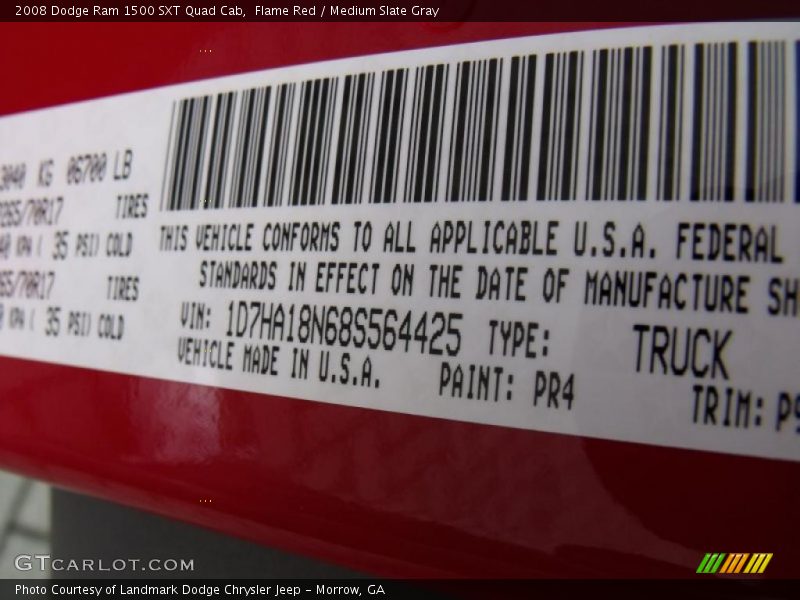 2008 Dodge Ram 1500 SXT Quad Cab,  Flame Red / Medium Slate Gray
KG 06700 LB
TIRES
35 PSI) COLD
TIRES
35 PSI) COLD
THIS VEHICLE CONFORMS TO ALL APPLICABLE U.S.A. FEDERAL
STANDARDS IN EFFECT ON THE DATE OF MANUFACTURE SH
VIN: 1D7HA18N68S564425 TYPE: TRUCK
VEHICLE MADE IN U.S.A. PAINT: PR4 TRIM:
GTCARLOT.COM
Photo Courtesy of Landmark Dodge Chrysler Jeep - Morrow, GA